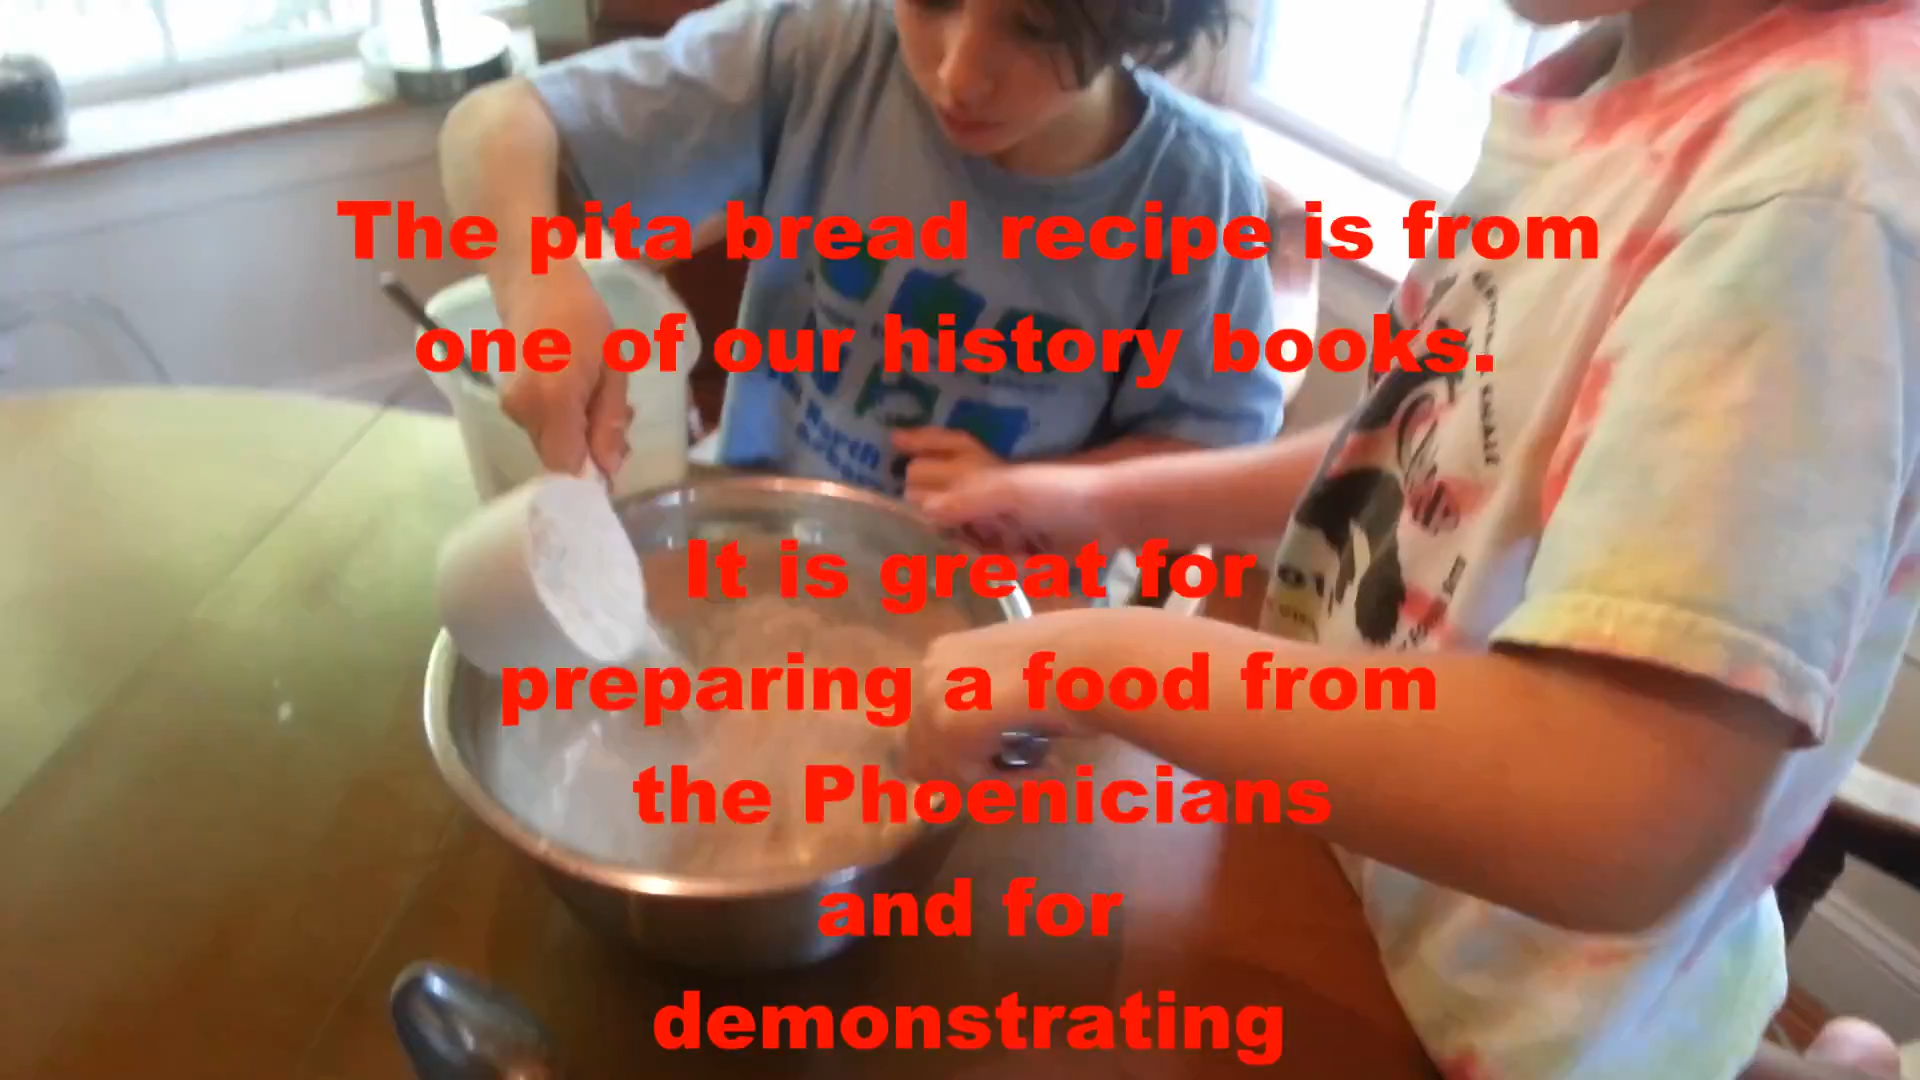 The pita bread recipe is from
one of our history books.
It is great for
preparing a food from
the Phoenicians
and for
demonstrating
North